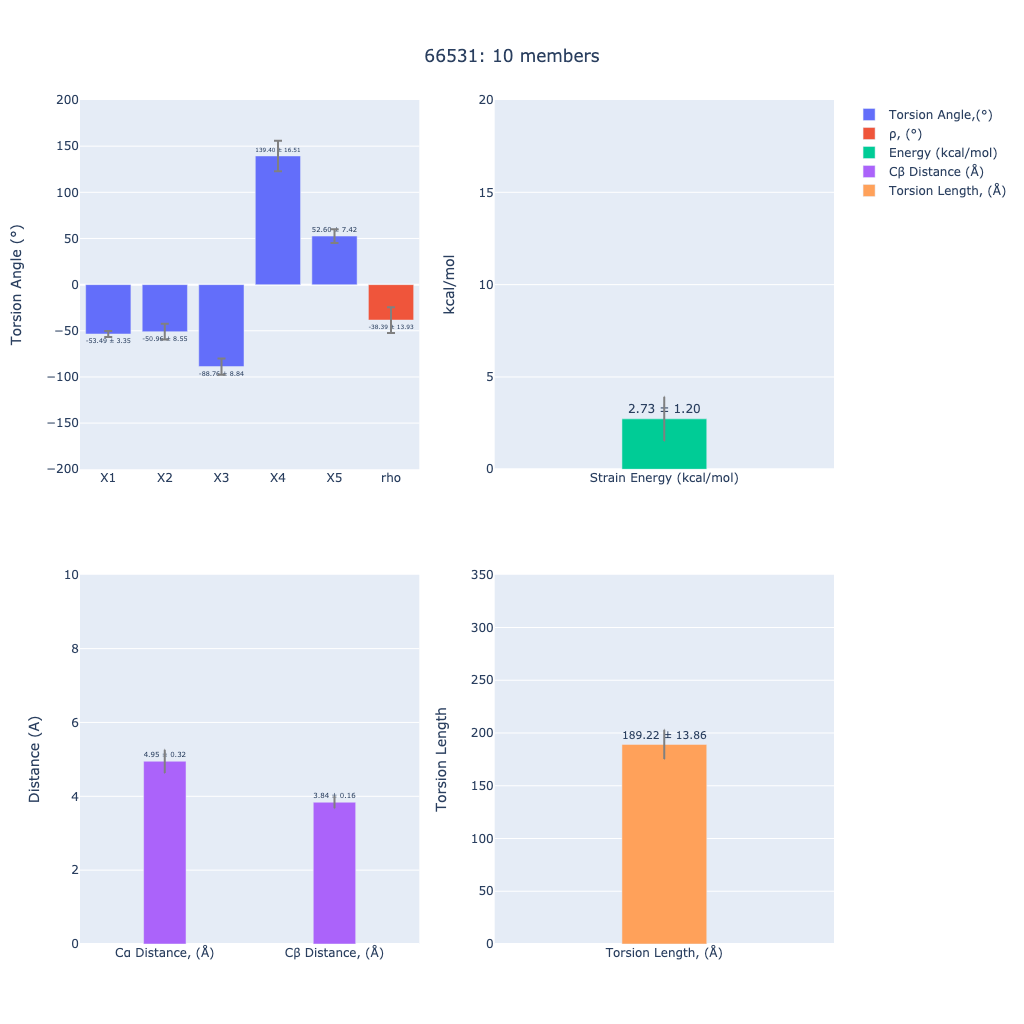 66531: 10 members
200
150
100
50
0
−50
−100
−150
−200
Torsion Angle (°)
139.40 ± 16.51
52.60 ± 7.42
-53.49 ± 3.35
-50.96 ± 8.55
-88.76 ± 8.84
-38.39 ± 13.93
X1 X2 X3 X4 X5 rho
20
15
10
5
0
kcal/mol
2.73 ± 1.20
Strain Energy (kcal/mol)
Torsion Angle,(°)
ρ, (°)
Energy (kcal/mol)
Cβ Distance (Å)
Torsion Length, (Å)
10
8
6
4
2
0
Distance (A)
4.95 ± 0.32
3.84 ± 0.16
Cα Distance, (Å) Cβ Distance, (Å)
350
300
250
200
150
100
50
0
Torsion Length
189.22 ± 13.86
Torsion Length, (Å)